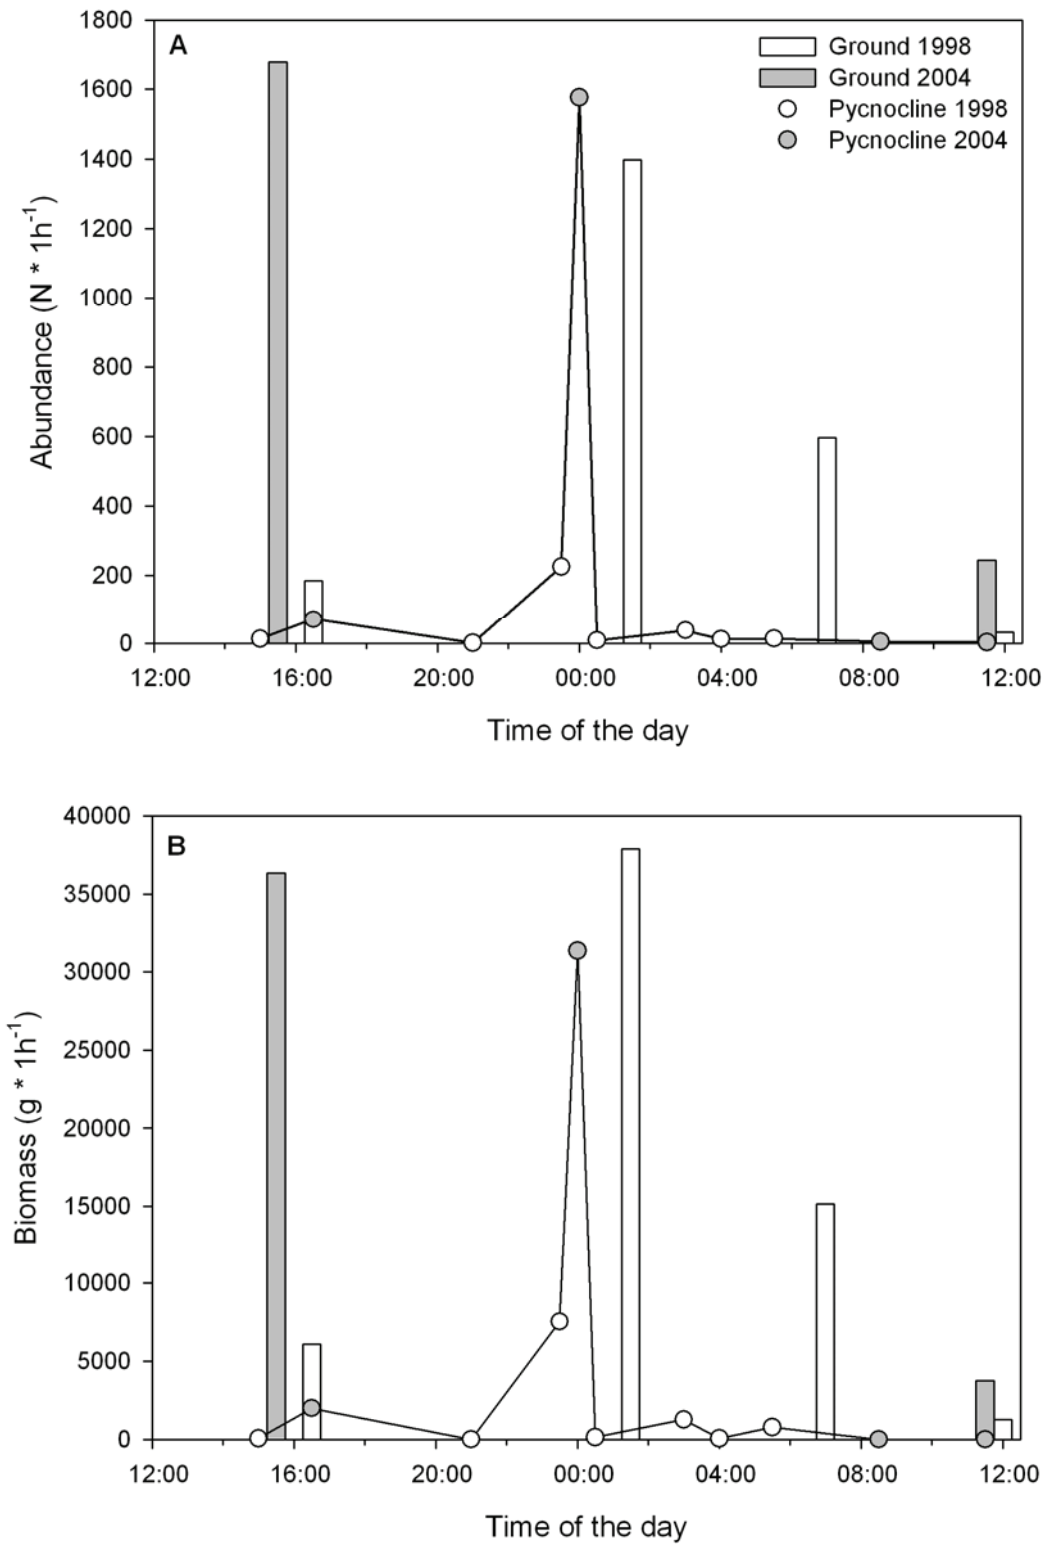 1800
A
Ground 1998
1600
Ground 2004
Pycnocline 1998
1400
Pycnocline 2004
1200
1000
800
600
400
200
0
Abundance (N * 1h-1)
12:00 16:00 20:00 00:00 04:00 08:00 12:00
Time of the day
40000
B
35000
30000
25000
20000
15000
10000
5000
0
Biomass (g * 1h-1)
12:00 16:00 20:00 00:00 04:00 08:00 12:00
Time of the day